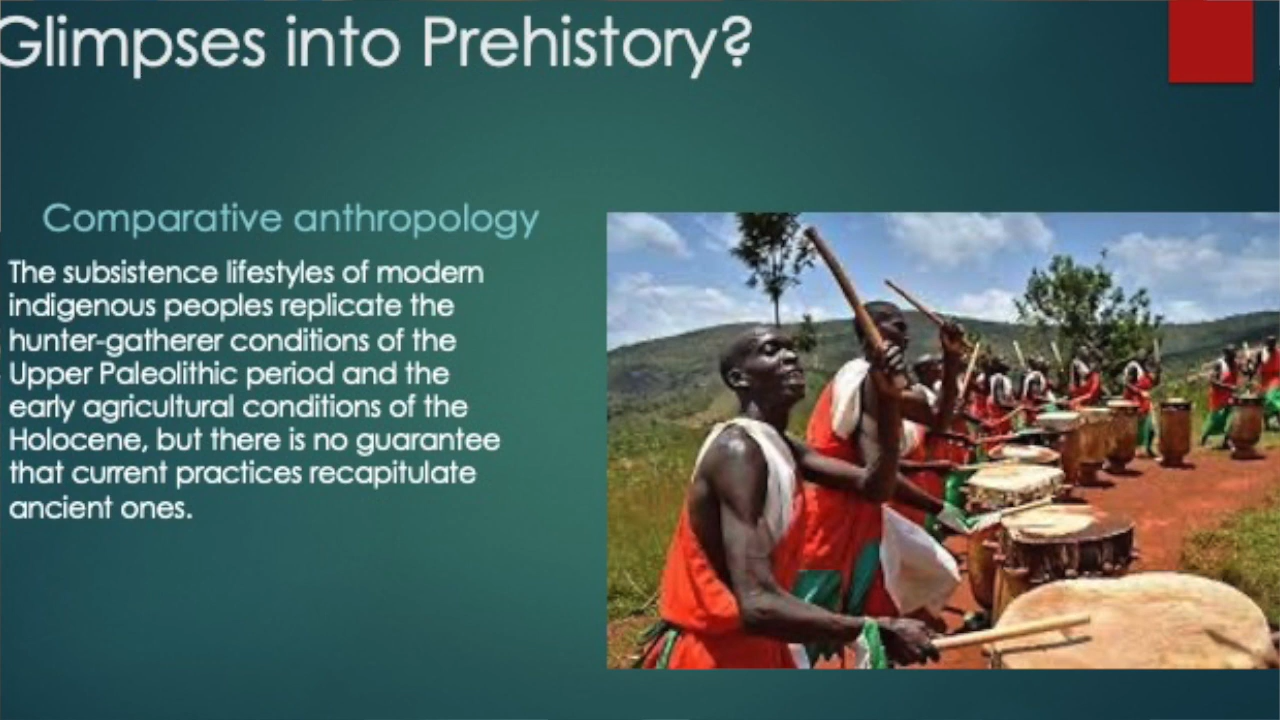 Glimpses into Prehistory?
Comparative anthropology
The subsistence lifestyles of modern
indigenous peoples replicate the
hunter-gatherer conditions of the
Upper Paleolithic period and the
early agricultural conditions of the
Holocene, but there is no guarantee
that current practices recapitulate
ancient ones.